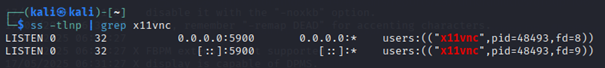 ┌──(kali㉿kali)-[~]
└─$ ss -tlnp | grep x11vnc
LISTEN 0      32           0.0.0.0:5900      0.0.0.0:*    users:(("x11vnc",pid=48493,fd=8))
LISTEN 0      32              [::]:5900         [::]:*    users:(("x11vnc",pid=48493,fd=9))